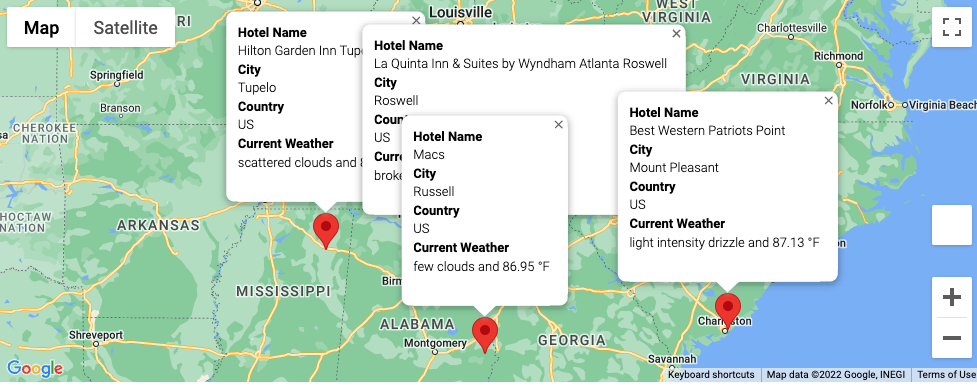 Map
Satellite
RI
Louisville
WEST
VIRGINIA
Charlottesville
Richmond
VIRGINIA
Norfolk
Virginia Beach
Springfield
Branson
CHEROKEE
NATION
sa
CHOCTAW
NATION
ARKANSAS
MISSISSIPPI
ALABAMA
Montgomery
GEORGIA
Savannah
Shreveport
Birm
on
Hotel Name
Hilton Garden Inn Tupe
City
Tupelo
Country
US
Current Weather
scattered clouds and 8
Hotel Name
La Quinta Inn & Suites by Wyndham Atlanta Roswell
City
Roswell
Coun
US
Curre
broke
Hotel Name
Macs
City
Russell
Country
US
Current Weather
few clouds and 86.95 °F
Hotel Name
Best Western Patriots Point
City
Mount Pleasant
Country
US
Current Weather
light intensity drizzle and 87.13 °F
Google
Keyboard shortcuts
Map data ©2022 Google, INEGI
Terms of Use